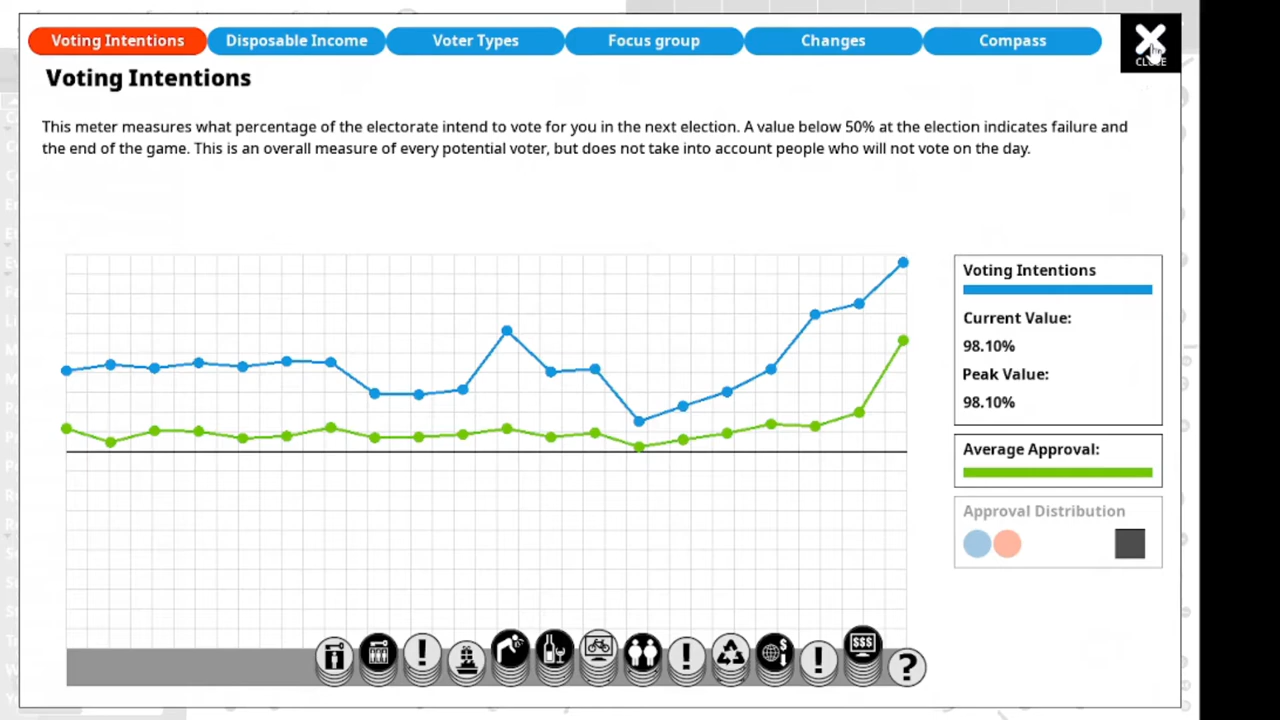 Voting Intentions
Disposable Income
Voter Types
Focus group
Changes
Compass
Voting Intentions
This meter measures what percentage of the electorate intend to vote for you in the next election. A value below 50% at the election indicates failure and
the end of the game. This is an overall measure of every potential voter, but does not take into account people who will not vote on the day.
Voting Intentions
Current Value:
98.10%
Peak Value:
98.10%
Average Approval:
Approval Distribution
!
!
!
$$$
?